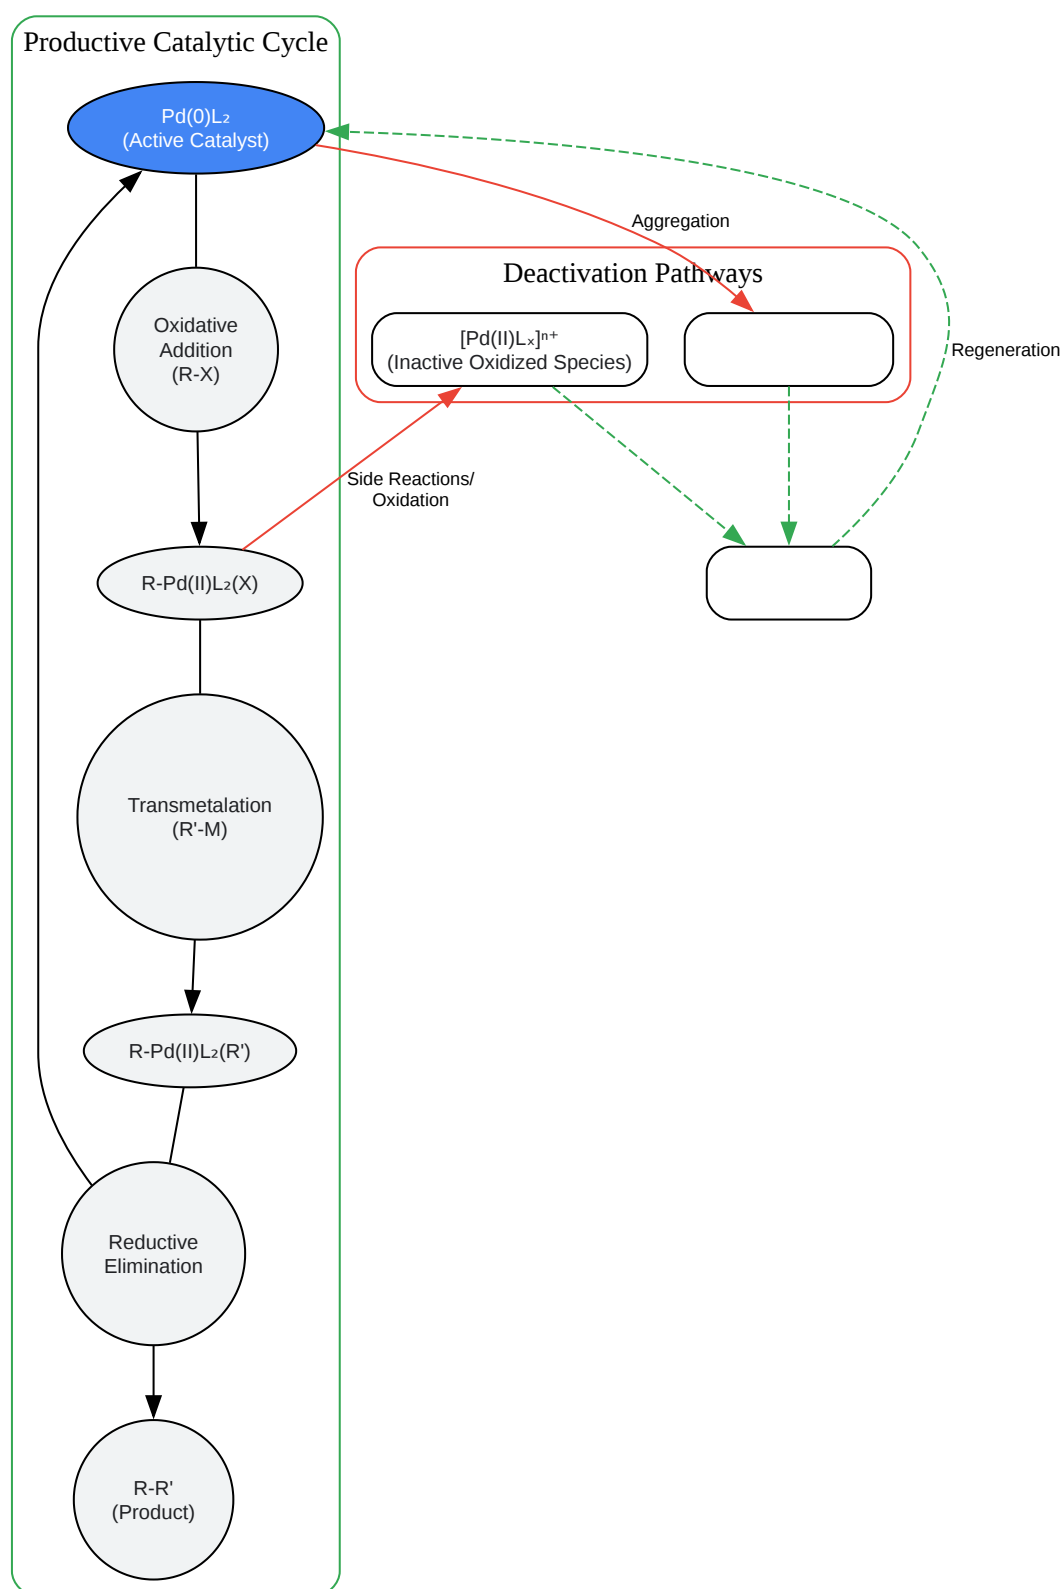 Productive Catalytic Cycle
Pd(0)L₂
(Active Catalyst)
Aggregation
Deactivation Pathways
Oxidative
Addition
(R-X)
[Pd(II)Lₓ]ⁿ⁺
(Inactive Oxidized Species)
Regeneration
Side Reactions/
Oxidation
R-Pd(II)L₂(X)
Transmetalation
(R'-M)
R-Pd(II)L₂(R')
Reductive
Elimination
R-R'
(Product)